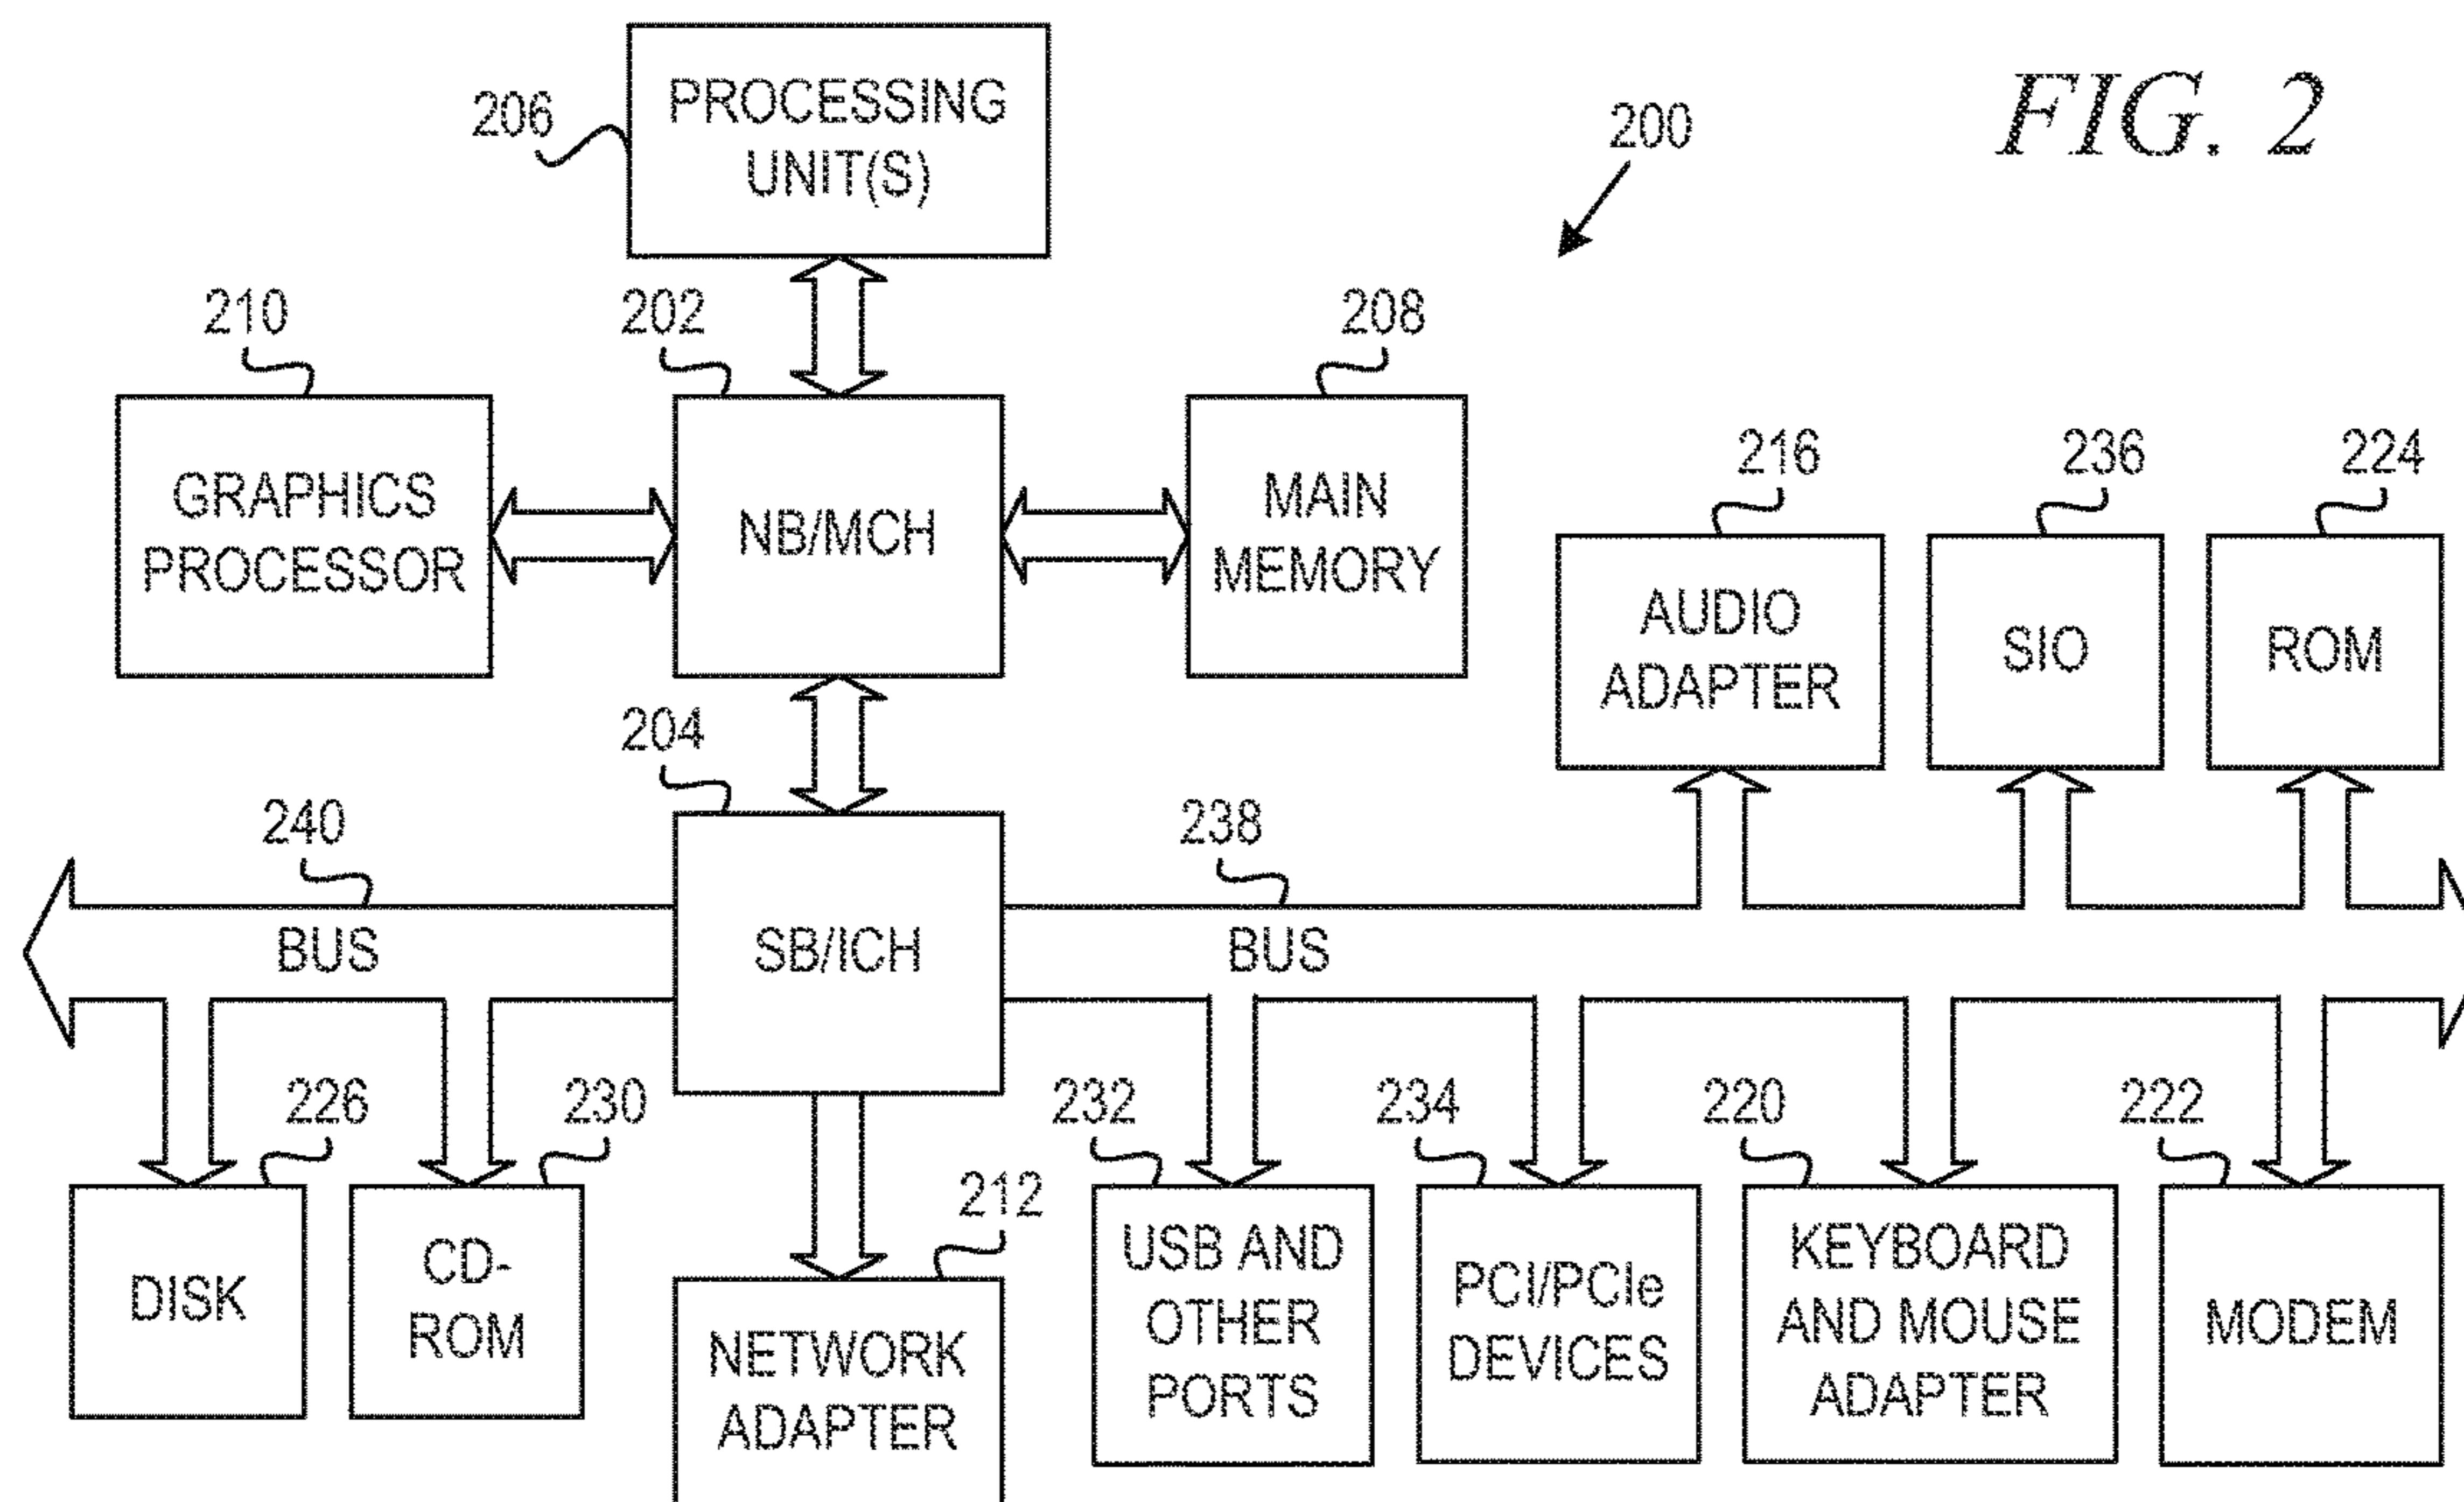 FIG. 2
200
206
PROCESSING
UNIT(S)
210
202
208
GRAPHICS
PROCESSOR
NB/MCH
MAIN
MEMORY
216
236
224
AUDIO
ADAPTER
SIO
ROM
204
240
238
BUS
SB/ICH
BUS
226
230
212
232
234
220
222
DISK
CD-
ROM
NETWORK
ADAPTER
USB AND
OTHER
PORTS
PCI/PCIe
DEVICES
KEYBOARD
AND MOUSE
ADAPTER
MODEM